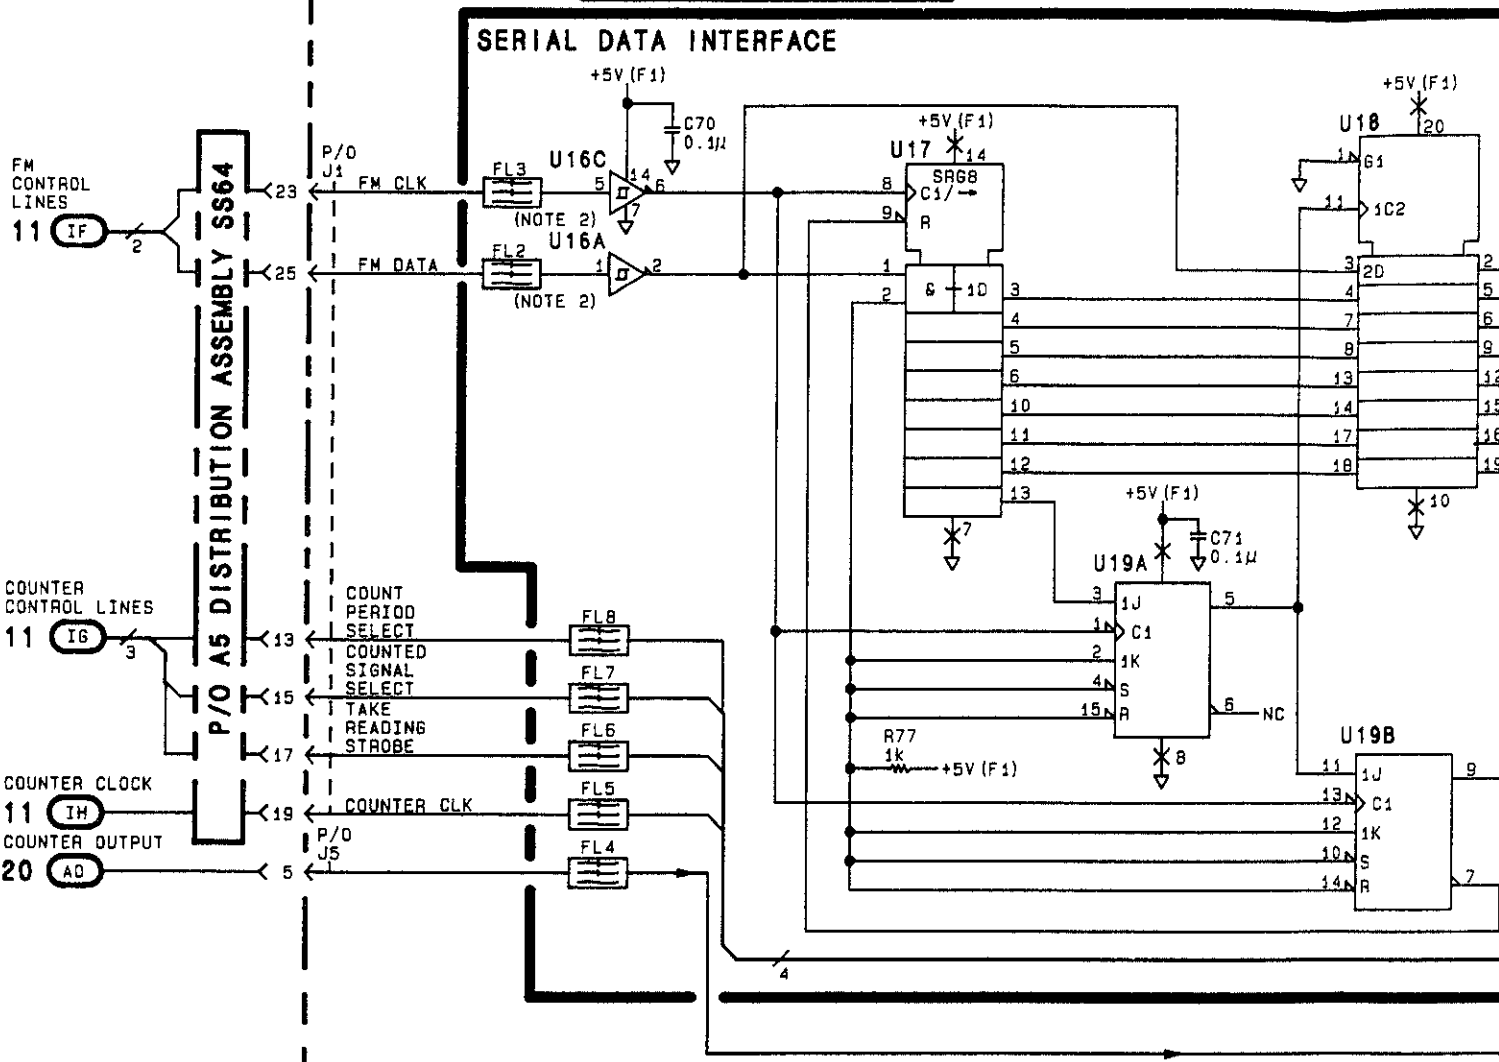 SERIAL DATA INTERFACE
+5V(F1)
C70
0.1µ
FM
CONTROL
LINES
11 IF
2
P/O A5 DISTRIBUTION ASSEMBLY SS64
P/O
J1
23
FM CLK
FL3
(NOTE 2)
U16C
5
14
6
7
25
FM DATA
FL2
(NOTE 2)
U16A
1
2
+5V(F1)
U17
14
SRG8
8
C1/→
9
R
1
2
&
1D
3
4
5
6
10
11
12
13
7
+5V(F1)
U18
20
1
G1
11
1C2
3
2D
4
7
8
13
14
17
18
2
5
6
9
12
15
16
19
10
+5V(F1)
C71
0.1µ
U19A
3
1J
1
C1
2
1K
4
S
15
R
5
6
NC
8
R77
1k
+5V(F1)
U19B
11
1J
13
C1
12
1K
10
S
14
R
9
7
COUNTER
CONTROL LINES
11 IG
3
13
COUNT
PERIOD
SELECT
FL8
15
COUNTED
SIGNAL
SELECT
FL7
17
TAKE
READING
STROBE
FL6
COUNTER CLOCK
11 IH
19
COUNTER CLK
FL5
COUNTER OUTPUT
20 AD
5
P/O
J5
FL4
4